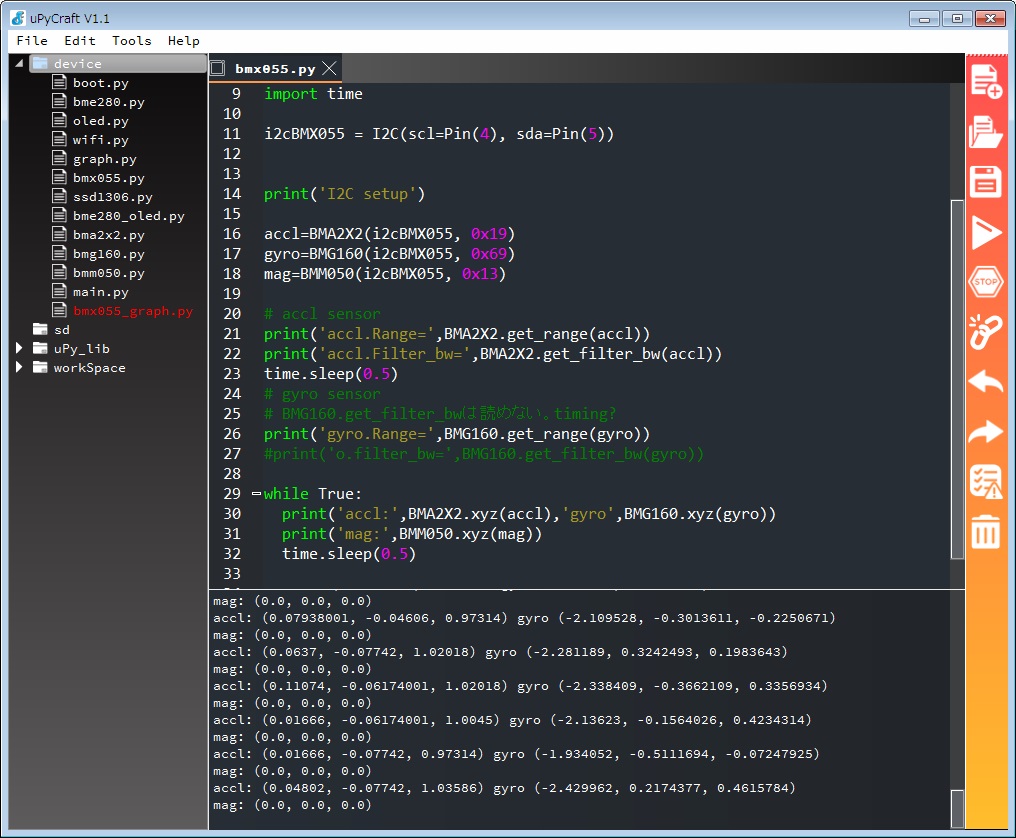 uPyCraft V1.1
File Edit Tools Help
device
boot.py
bme280.py
oled.py
wifi.py
graph.py
bmx055.py
ssd1306.py
bme280_oled.py
bma2x2.py
bmg160.py
bmm050.py
main.py
bmx055_graph.py
sd
uPy_lib
workSpace
bmx055.py
9 import time
10
11 i2cBMX055 = I2C(scl=Pin(4), sda=Pin(5))
12
13
14 print('I2C setup')
15
16 accl=BMA2X2(i2cBMX055, 0x19)
17 gyro=BMG160(i2cBMX055, 0x69)
18 mag=BMM050(i2cBMX055, 0x13)
19
20 # accl sensor
21 print('accl.Range=',BMA2X2.get_range(accl))
22 print('accl.Filter_bw=',BMA2X2.get_filter_bw(accl))
23 time.sleep(0.5)
24 # gyro sensor
25 # BMG160.get_filter_bwは読めない。timing?
26 print('gyro.Range=',BMG160.get_range(gyro))
27 #print('o.filter_bw=',BMG160.get_filter_bw(gyro))
28
29 while True:
30 print('accl:',BMA2X2.xyz(accl),'gyro',BMG160.xyz(gyro))
31 print('mag:',BMM050.xyz(mag))
32 time.sleep(0.5)
33
mag: (0.0, 0.0, 0.0)
accl: (0.07938001, -0.04606, 0.97314) gyro (-2.109528, -0.3013611, -0.2250671)
mag: (0.0, 0.0, 0.0)
accl: (0.0637, -0.07742, 1.02018) gyro (-2.281189, 0.3242493, 0.1983643)
mag: (0.0, 0.0, 0.0)
accl: (0.11074, -0.06174001, 1.02018) gyro (-2.338409, -0.3662109, 0.3356934)
mag: (0.0, 0.0, 0.0)
accl: (0.01666, -0.06174001, 1.0045) gyro (-2.13623, -0.1564026, 0.4234314)
mag: (0.0, 0.0, 0.0)
accl: (0.01666, -0.07742, 0.97314) gyro (-1.934052, -0.5111694, -0.07247925)
mag: (0.0, 0.0, 0.0)
accl: (0.04802, -0.07742, 1.03586) gyro (-2.429962, 0.2174377, 0.4615784)
mag: (0.0, 0.0, 0.0)
STOP